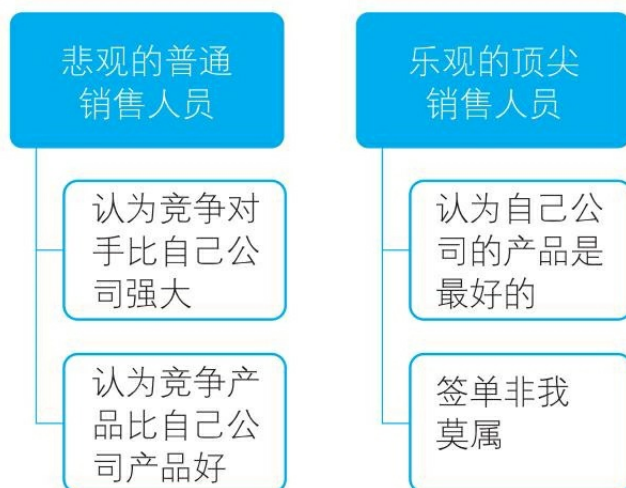 悲观的普通
销售人员
认为竞争对
手比自己公
司强大
认为竞争产
品比自己公
司产品好
乐观的顶尖
销售人员
认为自己公
司的产品是
最好的
签单非我
莫属